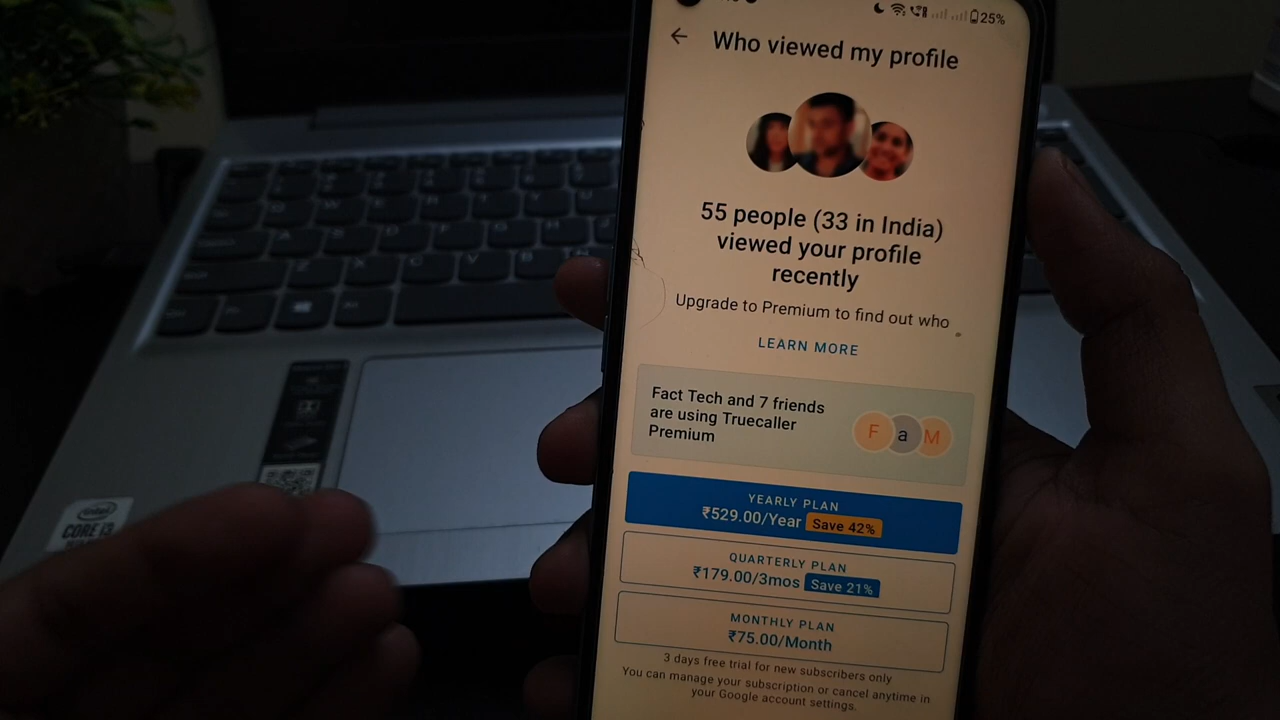 25%
Who viewed my profile
55 people (33 in India)
viewed your profile
recently
Upgrade to Premium to find out who
LEARN MORE
Fact Tech and 7 friends
are using Truecaller
Premium
F a M
YEARLY PLAN
₹529.00/Year Save 42%
QUARTERLY PLAN
₹179.00/3mos Save 21%
MONTHLY PLAN
₹75.00/Month
3 days free trial for new subscribers only
You can manage your subscription or cancel anytime in
your Google account settings.
intel
CORE i3